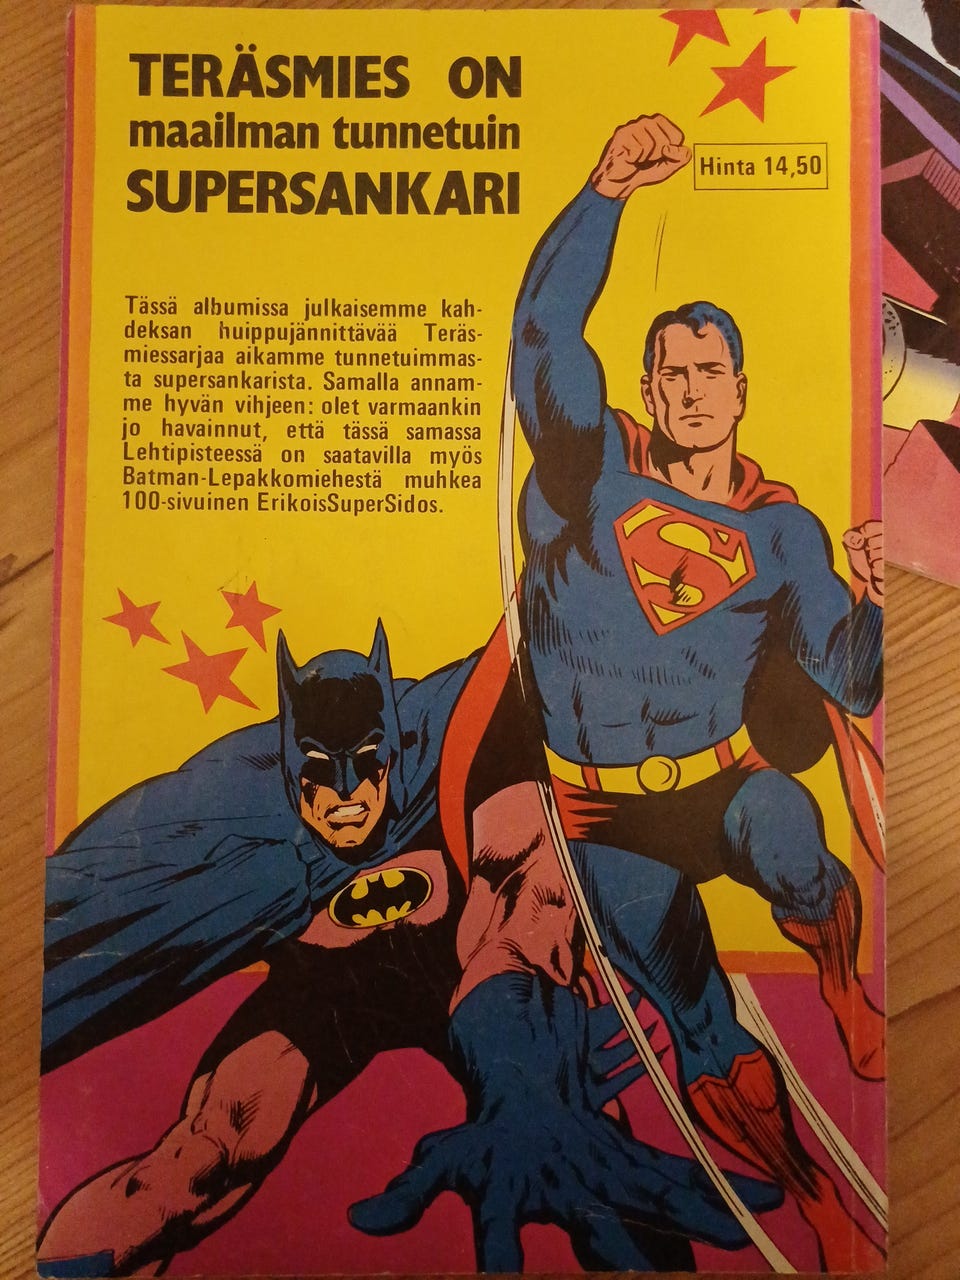 TERÄSMIES ON
maailman tunnetuin
SUPERSANKARI
Hinta 14,50
Tässä albumissa julkaisemme kah-
deksan huippujännittävää Teräs-
miessarjaa aikamme tunnetuimmas-
ta supersankarista. Samalla annam-
me hyvän vihjeen: olet varmaankin
jo havainnut, että tässä samassa
Lehtipisteessä on saatavilla myös
Batman-Lepakkomiehestä muhkea
100-sivuinen ErikoisSuperSidos.
S